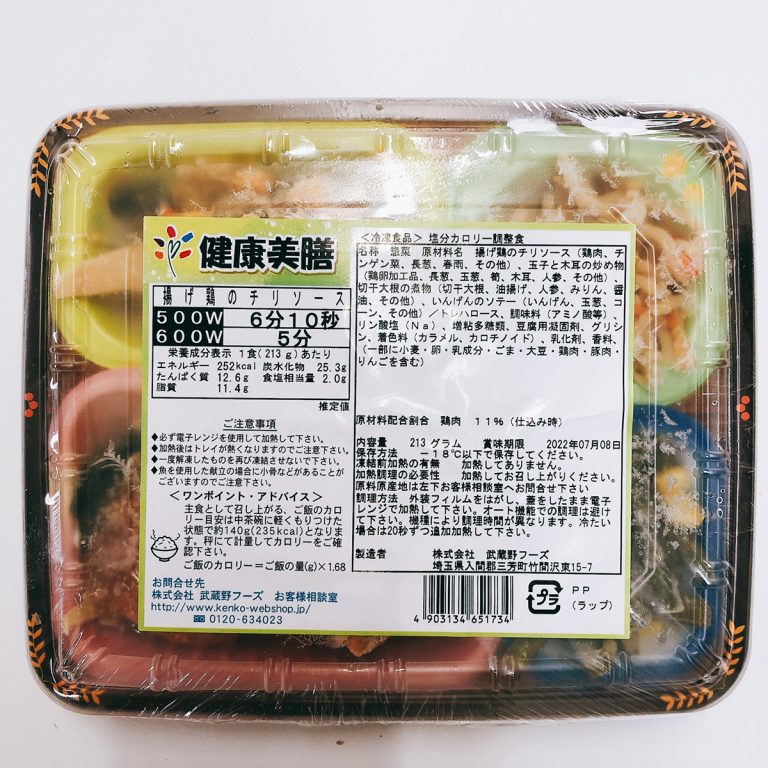 健康美膳
揚げ鶏のチリソース
500W 6分10秒
600W 5分
栄養成分表示 1食(213g)あたり
エネルギー 252kcal 炭水化物 25.3g
たんぱく質 12.6g 食塩相当量 2.0g
脂質 11.4g
推定値
ご注意事項
◆必ず電子レンジを使用して加熱して下さい。
◆加熱後はトレイが熱くなりますのでご注意下さい。
◆一度解凍したものを再び凍結させないで下さい。
◆魚を使用した献立の場合に小骨などがあることが
ございますのでご注意下さい。
<ワンポイント・アドバイス>
主食として召し上がる、ご飯のカロ
リー目安は中茶碗に軽くもりつけた
状態で約140g(235kcal)とな
ります。秤にて計量してカロリーをご確
認下さい。
ご飯のカロリー=ご飯の量(g)×1.68
お問合せ先
株式会社 武蔵野フーズ お客様相談室
http://www.kenko-webshop.jp/
0120-634023
<冷凍食品> 塩分カロリー調整食
名称 惣菜 原材料名 揚げ鶏のチリソース(鶏肉、チ
ンゲン菜、長葱、春雨、その他)、玉子と木耳の炒め物
(鶏卵加工品、長葱、玉葱、筍、木耳、人参、その他)、
切干大根の煮物(切干大根、油揚げ、人参、みりん、醤
油、その他)、いんげんのソテー(いんげん、玉葱、コ
ーン、その他)/トレハロース、調味料(アミノ酸等)、
リン酸塩(Na)、増粘多糖類、豆腐用凝固剤、グリシ
ン、着色料(カラメル、カロチノイド)、乳化剤、香料、
(一部に小麦・卵・乳成分・ごま・大豆・鶏肉・豚肉・
りんごを含む)
原材料配合割合 鶏肉 11%(仕込み時)
内容量 213 グラム 賞味期限 2022年07月08日
保存方法 -18℃以下で保存してください。
凍結前加熱の有無 加熱してありません。
加熱調理の必要性 加熱してお召し上がりください。
原料原産地は左下お客様相談室へお問合せ下さい
調理方法 外装フィルムをはがし、蓋をしたまま電子
レンジで加熱して下さい。オート機能での調理は避け
て下さい。機種により調理時間が異なります。冷たい
場合は20秒ずつ追加加熱して下さい。
製造者 株式会社 武蔵野フーズ
埼玉県入間郡三芳町竹間沢東15-7
4903134651734
プラ
PP
(ラップ)